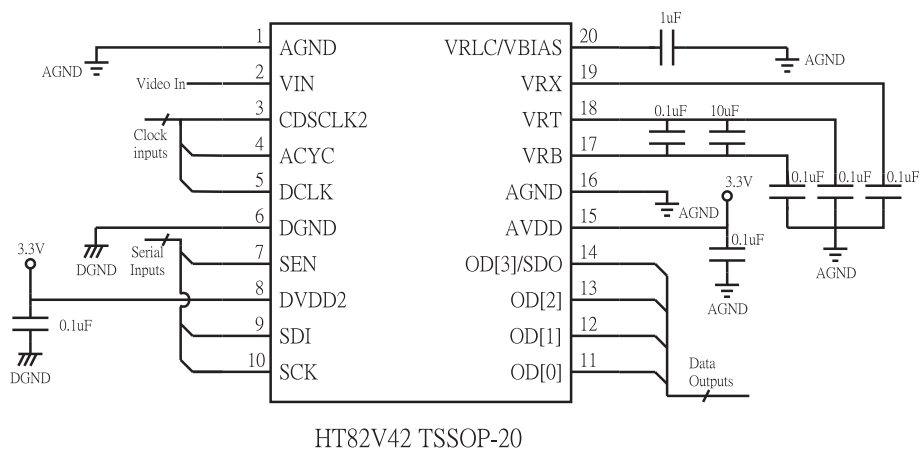 1uF
1
AGND
VRLC/VBIAS
20
AGND
AGND
Video In
2
VIN
VRX
19
3
CDSCLK2
VRT
18
0.1uF
10uF
Clock
inputs
4
ACYC
VRB
17
5
DCLK
AGND
16
AGND
3.3V
0.1uF
0.1uF
0.1uF
6
DGND
AVDD
15
0.1uF
AGND
AGND
DGND
Serial
Inputs
7
SEN
OD[3]/SDO
14
3.3V
8
DVDD2
OD[2]
13
0.1uF
DGND
9
SDI
OD[1]
12
10
SCK
OD[0]
11
Data
Outputs
HT82V42 TSSOP-20